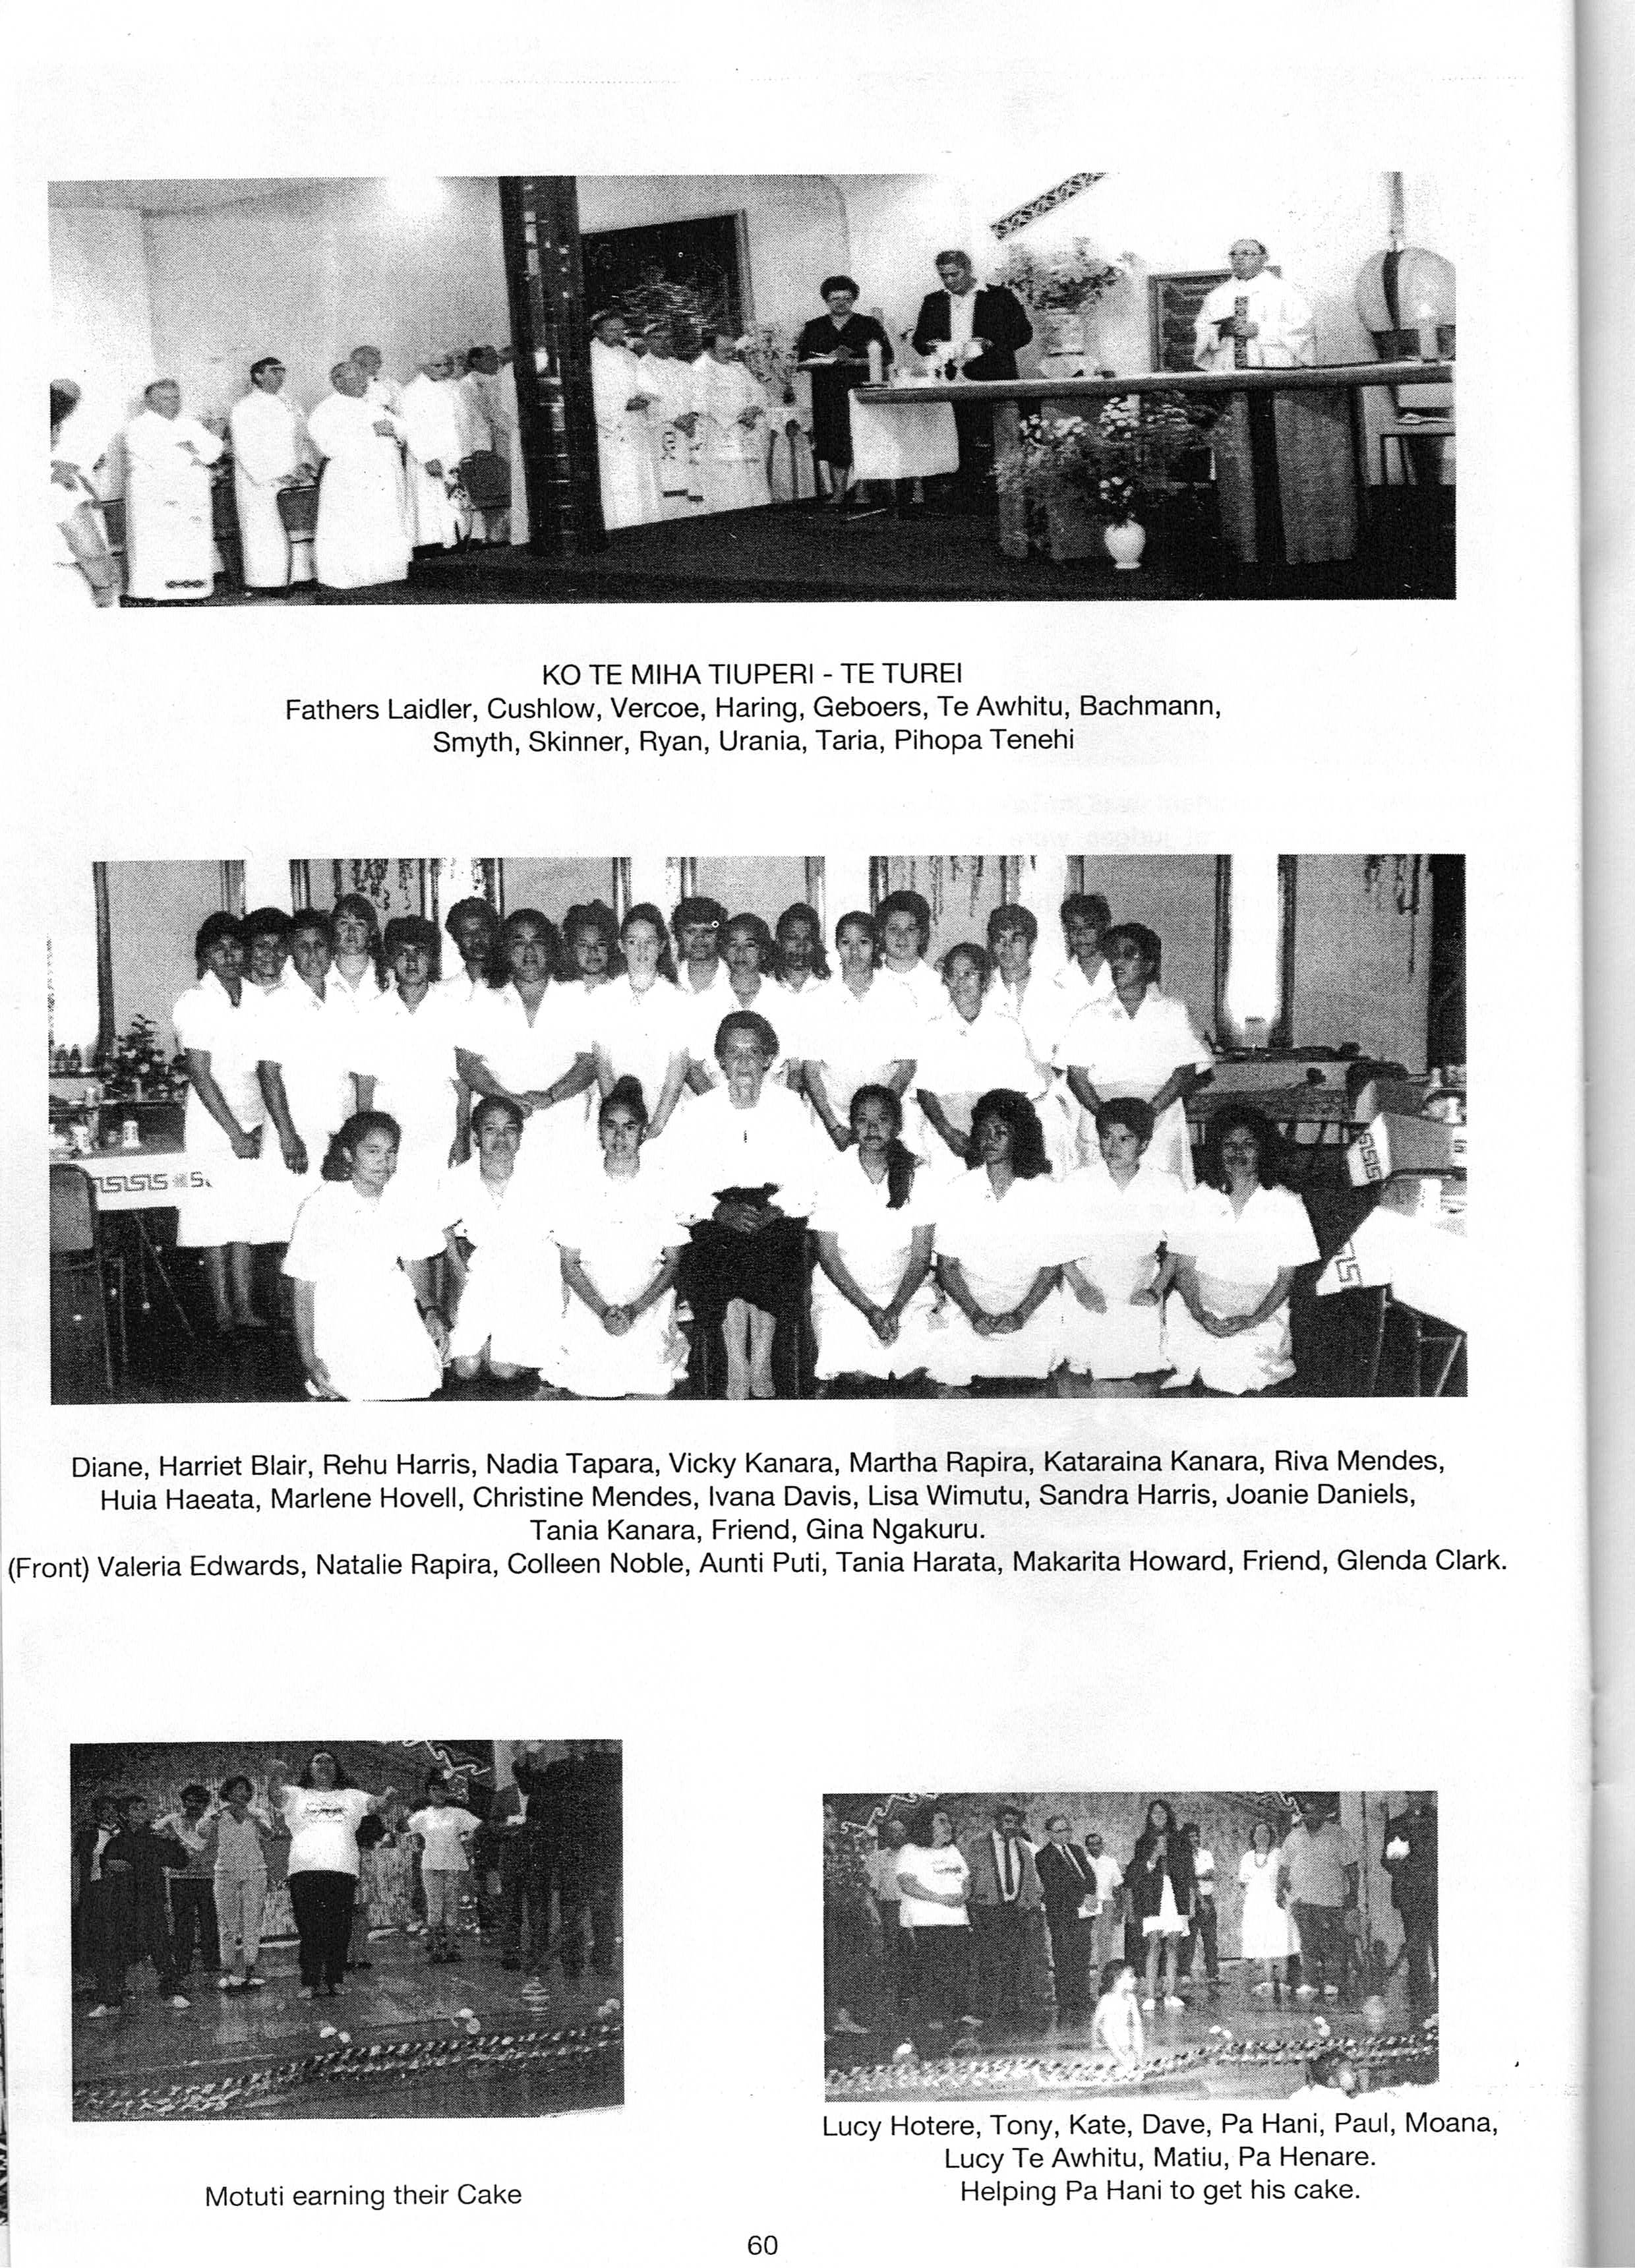 KO TE MIHA TIUPERI - TE TUREI
Fathers Laidler, Cushlow, Vercoe, Haring, Geboers, Te Awhitu, Bachmann,
Smyth, Skinner, Ryan, Urania, Taria, Pihopa Tenehi
Diane, Harriet Blair, Rehu Harris, Nadia Tapara, Vicky Kanara, Martha Rapira, Kataraina Kanara, Riva Mendes,
Huia Haeata, Marlene Hovell, Christine Mendes, Ivana Davis, Lisa Wimutu, Sandra Harris, Joanie Daniels,
Tania Kanara, Friend, Gina Ngakuru.
(Front) Valeria Edwards, Natalie Rapira, Colleen Noble, Aunti Puti, Tania Harata, Makarita Howard, Friend, Glenda Clark.
Motuti earning their Cake
Lucy Hotere, Tony, Kate, Dave, Pa Hani, Paul, Moana,
Lucy Te Awhitu, Matiu, Pa Henare.
Helping Pa Hani to get his cake.
60